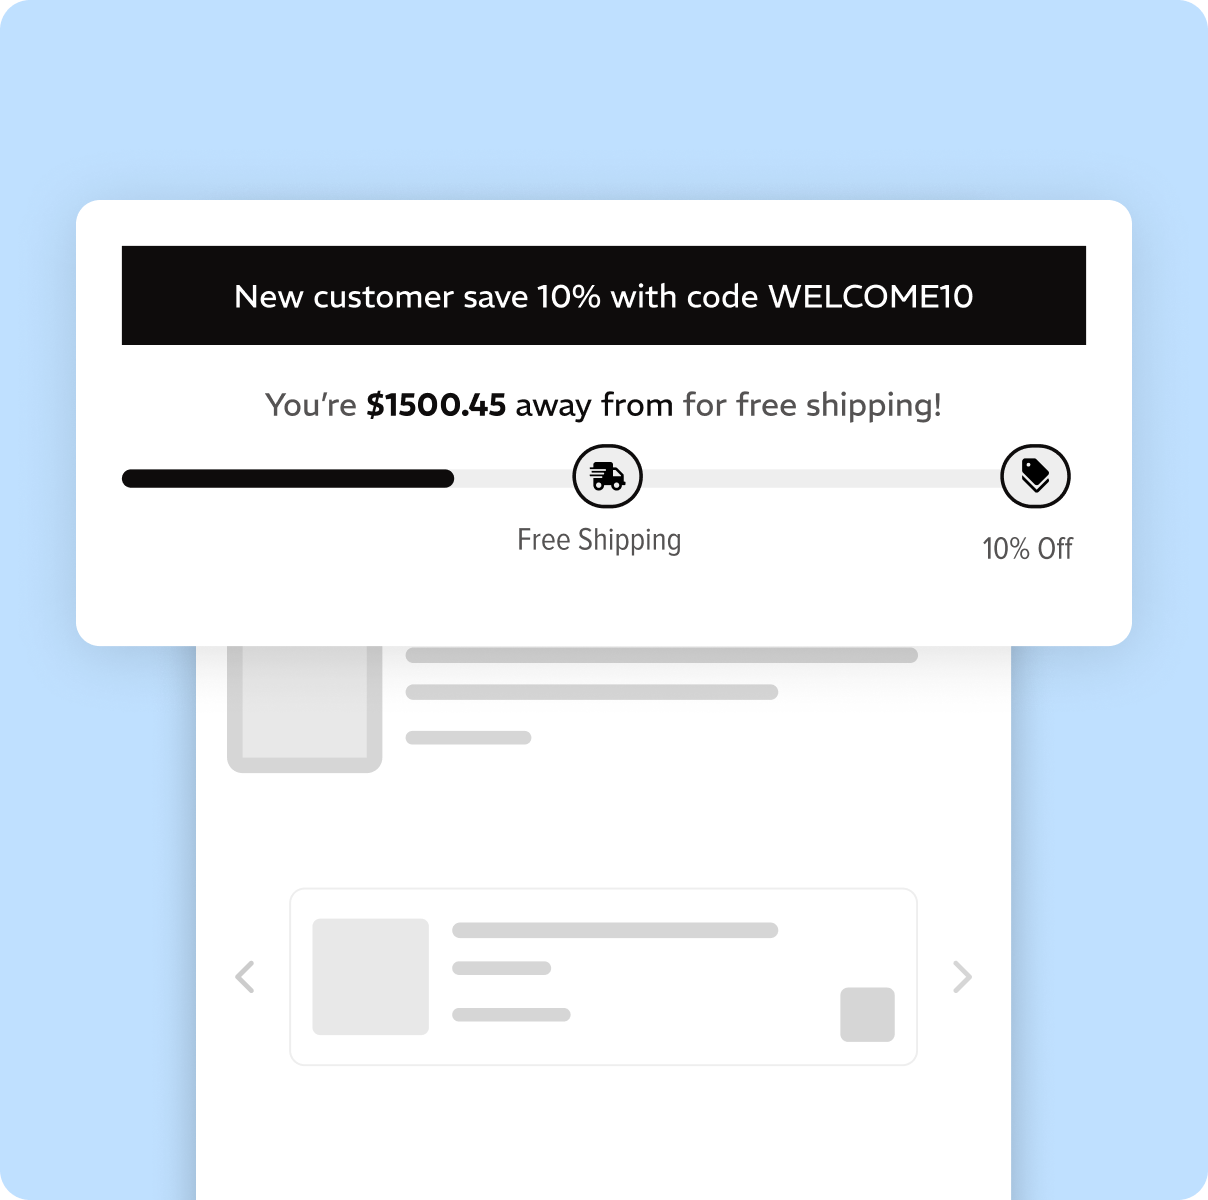 New customer save 10% with code WELCOME10
You're $1500.45 away from for free shipping!
Free Shipping
10% Off